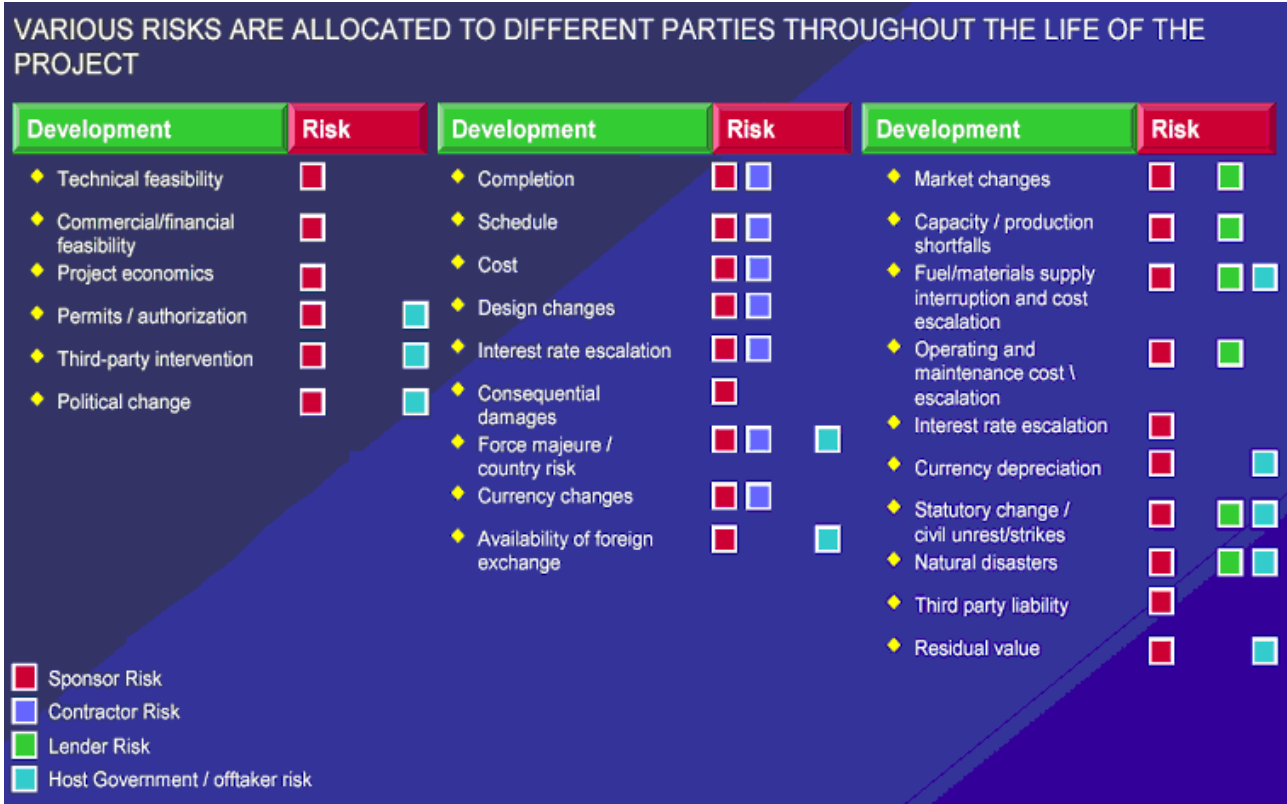 VARIOUS RISKS ARE ALLOCATED TO DIFFERENT PARTIES THROUGHOUT THE LIFE OF THE
PROJECT
Development
Risk
Technical feasibility
Commercial/financial
feasibility
Project economics
Permits / authorization
Third-party intervention
Political change
Development
Risk
Completion
Schedule
Cost
Design changes
Interest rate escalation
Consequential
damages
Force majeure /
country risk
Currency changes
Availability of foreign
exchange
Development
Risk
Market changes
Capacity / production
shortfalls
Fuel/materials supply
interruption and cost
escalation
Operating and
maintenance cost \
escalation
Interest rate escalation
Currency depreciation
Statutory change /
civil unrest/strikes
Natural disasters
Third party liability
Residual value
Sponsor Risk
Contractor Risk
Lender Risk
Host Government / offtaker risk